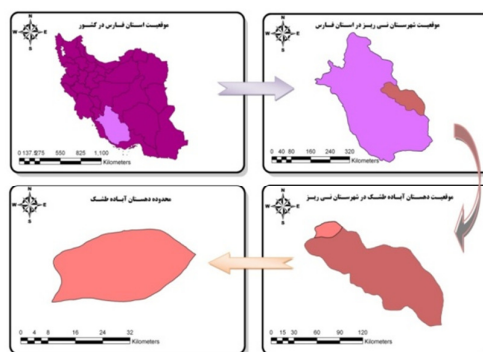 موقعیت استان فارس در کشور
N
W E
S
0 137.5 275 550 825 1,100
Kilometers
موقعیت شهرستان نی ریز در استان فارس
N
W E
S
0 40 80 160 240 320
Kilometers
موقعیت دهستان آباده طشک در شهرستان نی ریز
N
W E
S
0 15 30 60 90 120
Kilometers
محدوده دهستان آباده طشک
N
W E
S
0 4 8 16 24 32
Kilometers